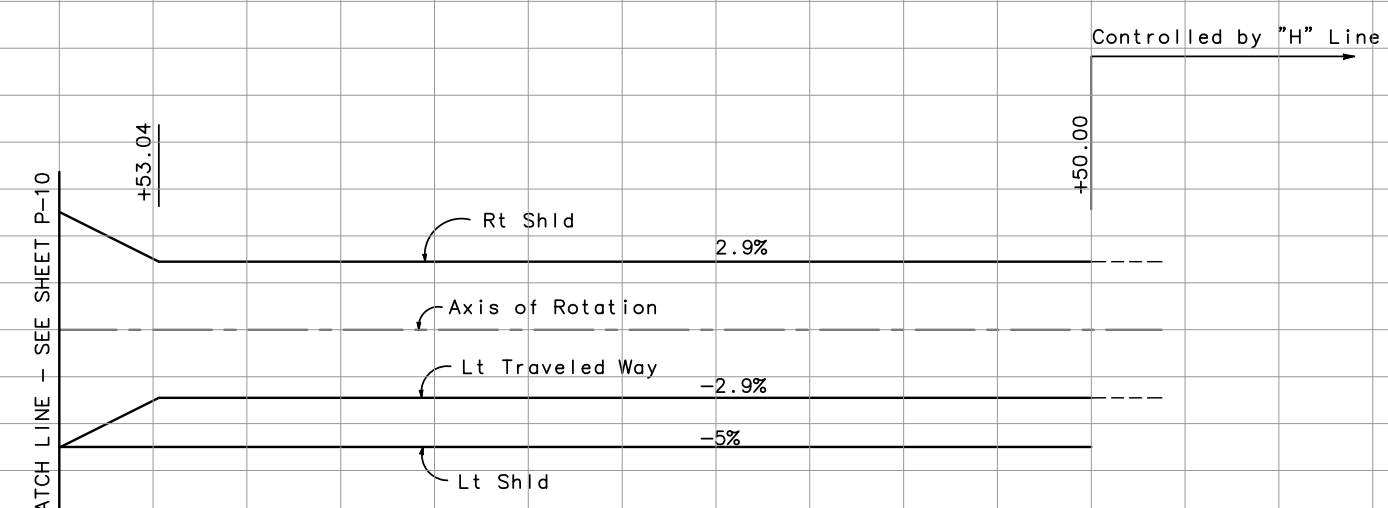 Controlled by "H" Line
+53.04
+50.00
ATCH LINE - SEE SHEET P-10
Rt Shld
2.9%
Axis of Rotation
Lt Traveled Way
-2.9%
-5%
Lt Shld